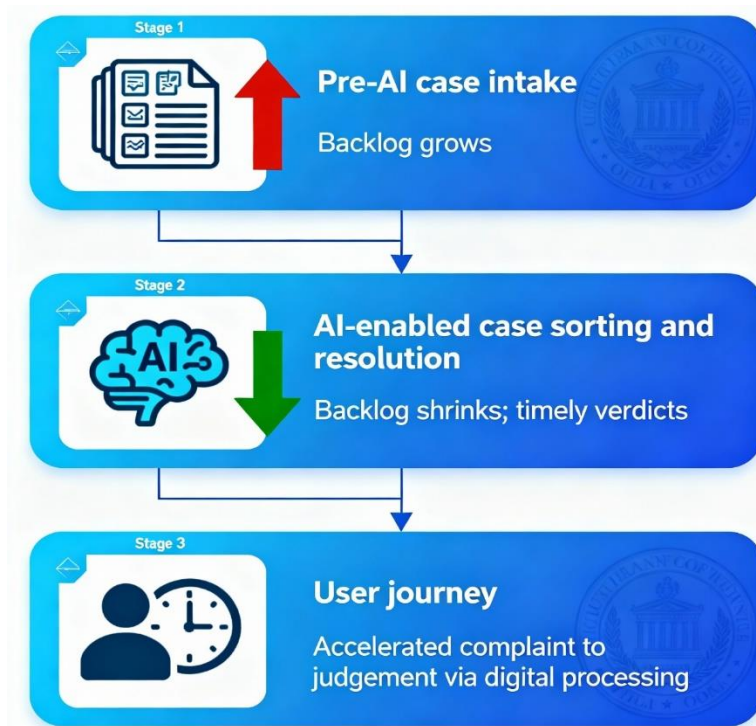 Stage 1
Pre-AI case intake
Backlog grows
Stage 2
AI
AI-enabled case sorting and
resolution
Backlog shrinks; timely verdicts
Stage 3
User journey
Accelerated complaint to
judgement via digital processing